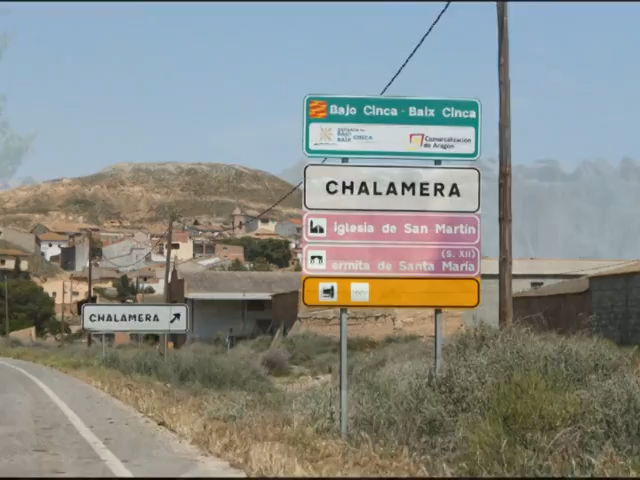 Bajo Cinca - Baix Cinca
Comarcalización
de Aragón
CHALAMERA
iglesia de San Martín
(S. XII)
ermita de Santa María
CHALAMERA